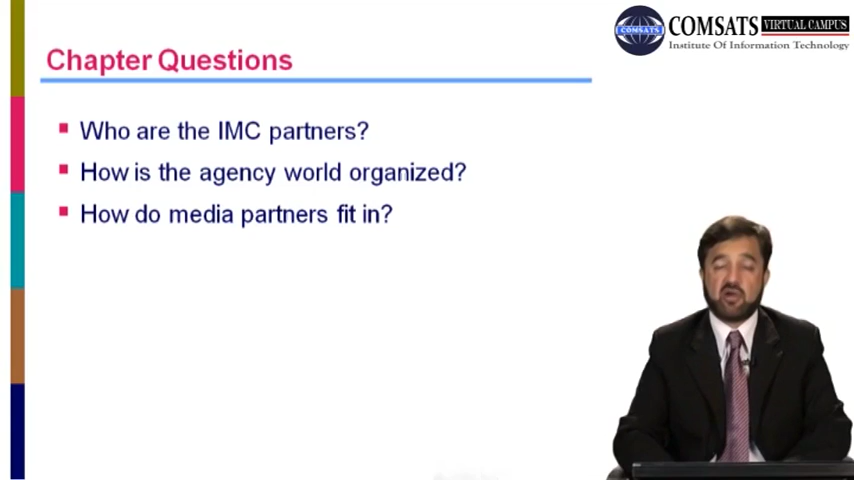 COMSATS
COMSATS VIRTUAL CAMPUS
Institute Of Information Technology
Chapter Questions
Who are the IMC partners?
How is the agency world organized?
How do media partners fit in?